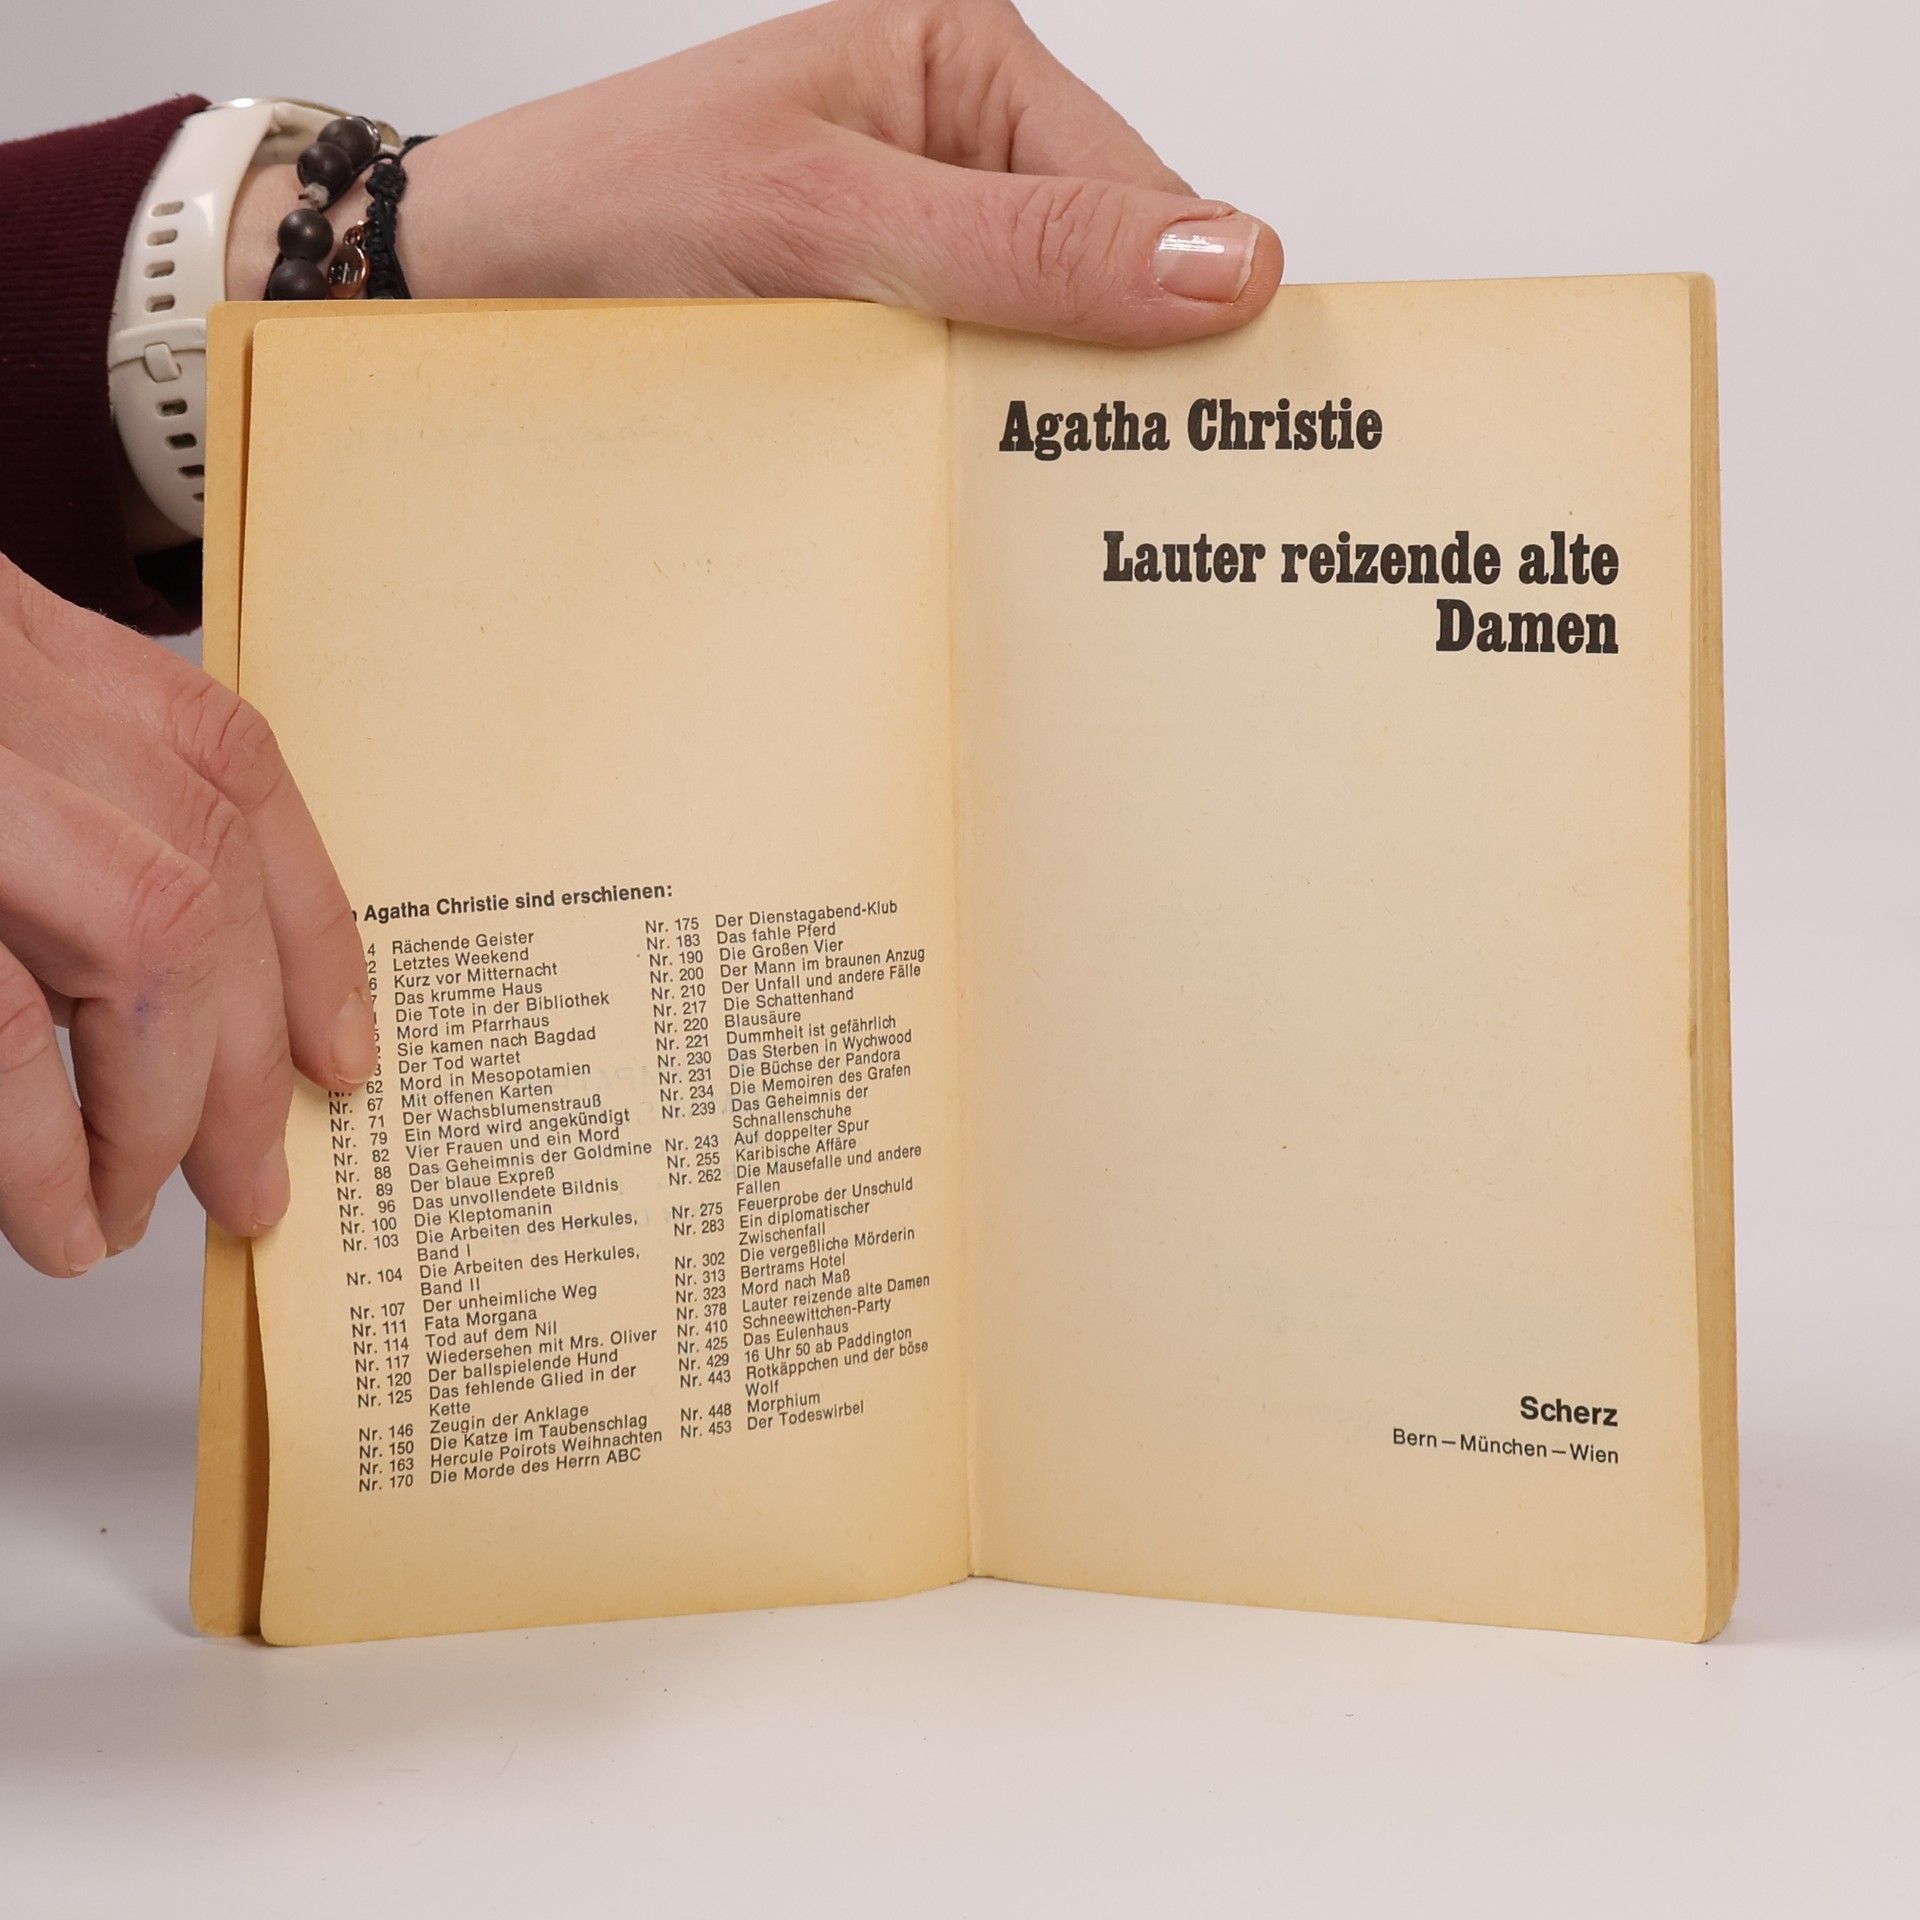 Agatha Christie sind erschienen:
4 Rächende Geister
Letztes Weekend
Kurz vor Mitternacht
Das krumme Haus
Die Tote in der Bibliothek
Mord im Pfarrhaus
Sie kamen nach Bagdad
Der Tod wartet
62 Mord in Mesopotamien
Nr. 67 Mit offenen Karten
Nr. 71 Der Wachsblumenstrauß
Nr. 79 Ein Mord wird angekündigt
Nr. 82 Vier Frauen und ein Mord
Nr. 88 Das Geheimnis der Goldmine
Nr. 89 Der blaue Expreß
Nr. 96 Das unvollendete Bildnis
Nr. 100 Die Kleptomanin
Nr. 103 Die Arbeiten des Herkules,
Band I
Nr. 104 Die Arbeiten des Herkules,
Band II
Nr. 107 Der unheimliche Weg
Nr. 111 Fata Morgana
Nr. 114 Tod auf dem Nil
Nr. 117 Wiedersehen mit Mrs. Oliver
Nr. 120 Der ballspielende Hund
Nr. 125 Das fehlende Glied in der
Kette
Nr. 146 Zeugin der Anklage
Nr. 150 Die Katze im Taubenschlag
Nr. 163 Hercule Poirots Weihnachten
Nr. 170 Die Morde des Herrn ABC
Nr. 175 Der Dienstagabend-Klub
Nr. 183 Das fahle Pferd
Nr. 190 Die Großen Vier
Nr. 200 Der Mann im braunen Anzug
Nr. 210 Der Unfall und andere Fälle
Nr. 217 Die Schattenhand
Nr. 220 Blausäure
Nr. 221 Dummheit ist gefährlich
Nr. 230 Das Sterben in Wychwood
Nr. 231 Die Büchse der Pandora
Nr. 234 Die Memoiren des Grafen
Nr. 239 Das Geheimnis der
Schnallenschuhe
Nr. 243 Auf doppelter Spur
Nr. 255 Karibische Affäre
Nr. 262 Die Mausefalle und andere
Fallen
Nr. 275 Feuerprobe der Unschuld
Nr. 283 Ein diplomatischer
Zwischenfall
Nr. 302 Die vergeßliche Mörderin
Nr. 313 Bertrams Hotel
Nr. 323 Mord nach Maß
Nr. 378 Lauter reizende alte Damen
Nr. 410 Schneewittchen-Party
Nr. 425 Das Eulenhaus
Nr. 429 16 Uhr 50 ab Paddington
Nr. 443 Rotkäppchen und der böse
Wolf
Nr. 448 Morphium
Nr. 453 Der Todeswirbel
Agatha Christie
Lauter reizende alte
Damen
Scherz
Bern – München – Wien